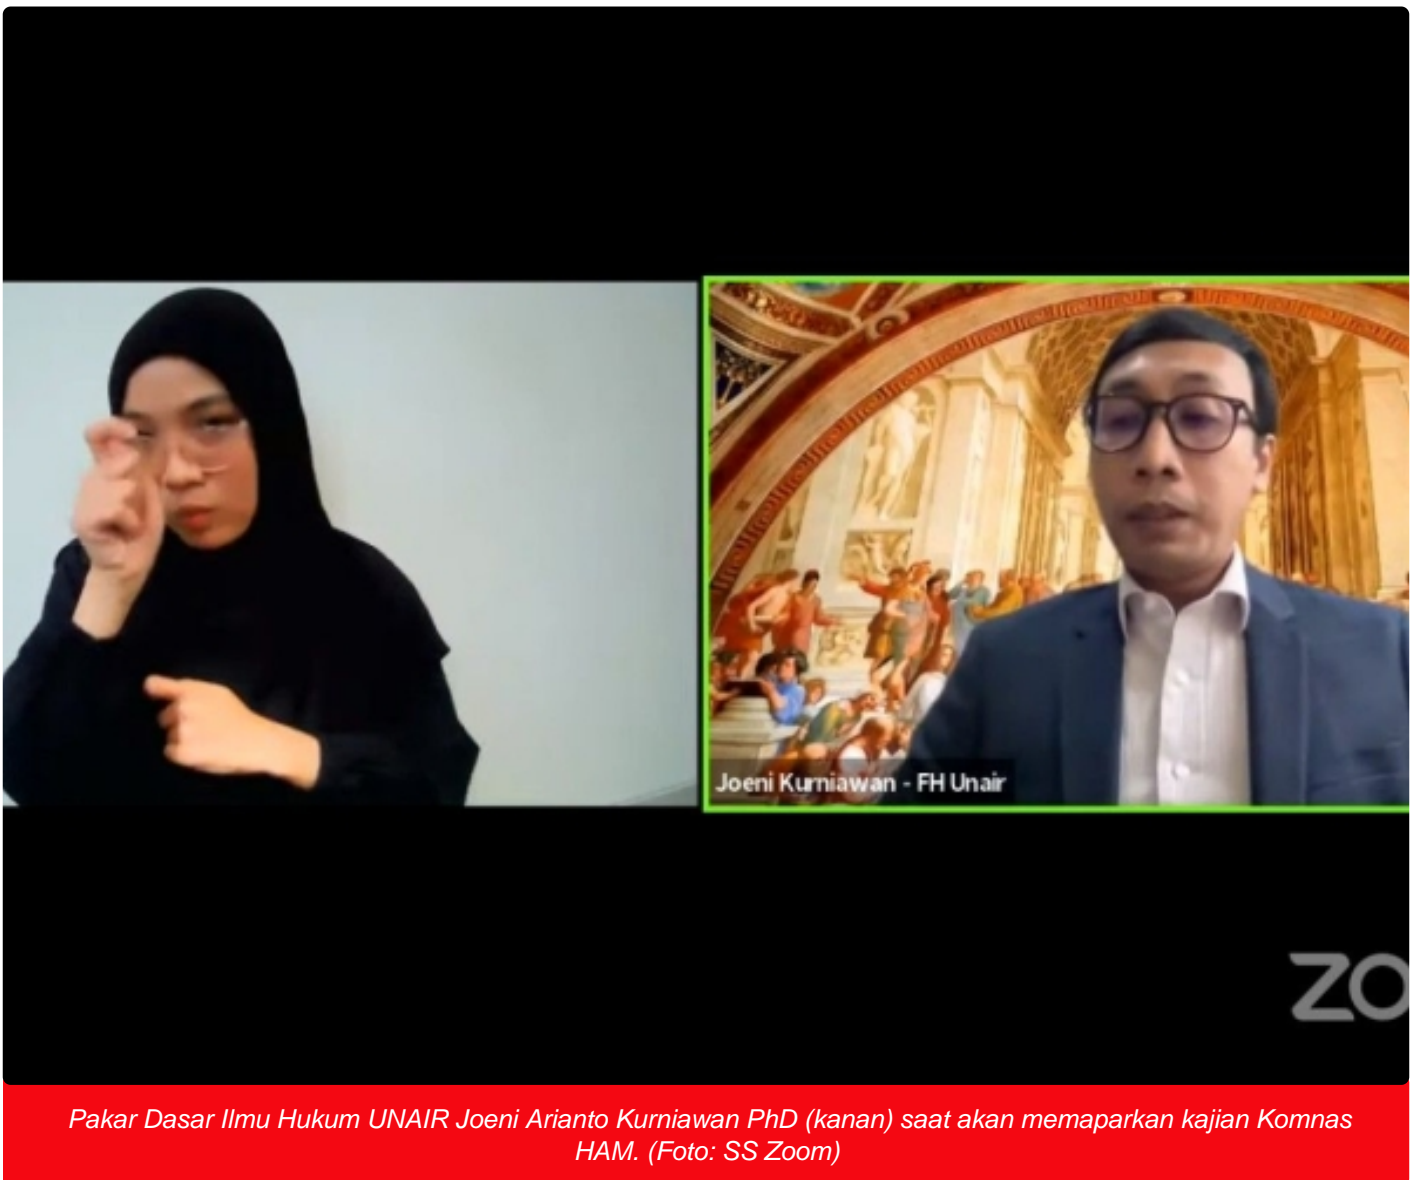 Joeni Kurniawan - FH Unair
ZO
Pakar Dasar Ilmu Hukum UNAIR Joeni Arianto Kurniawan PhD (kanan) saat akan memaparkan kajian Komnas
HAM. (Foto: SS Zoom)